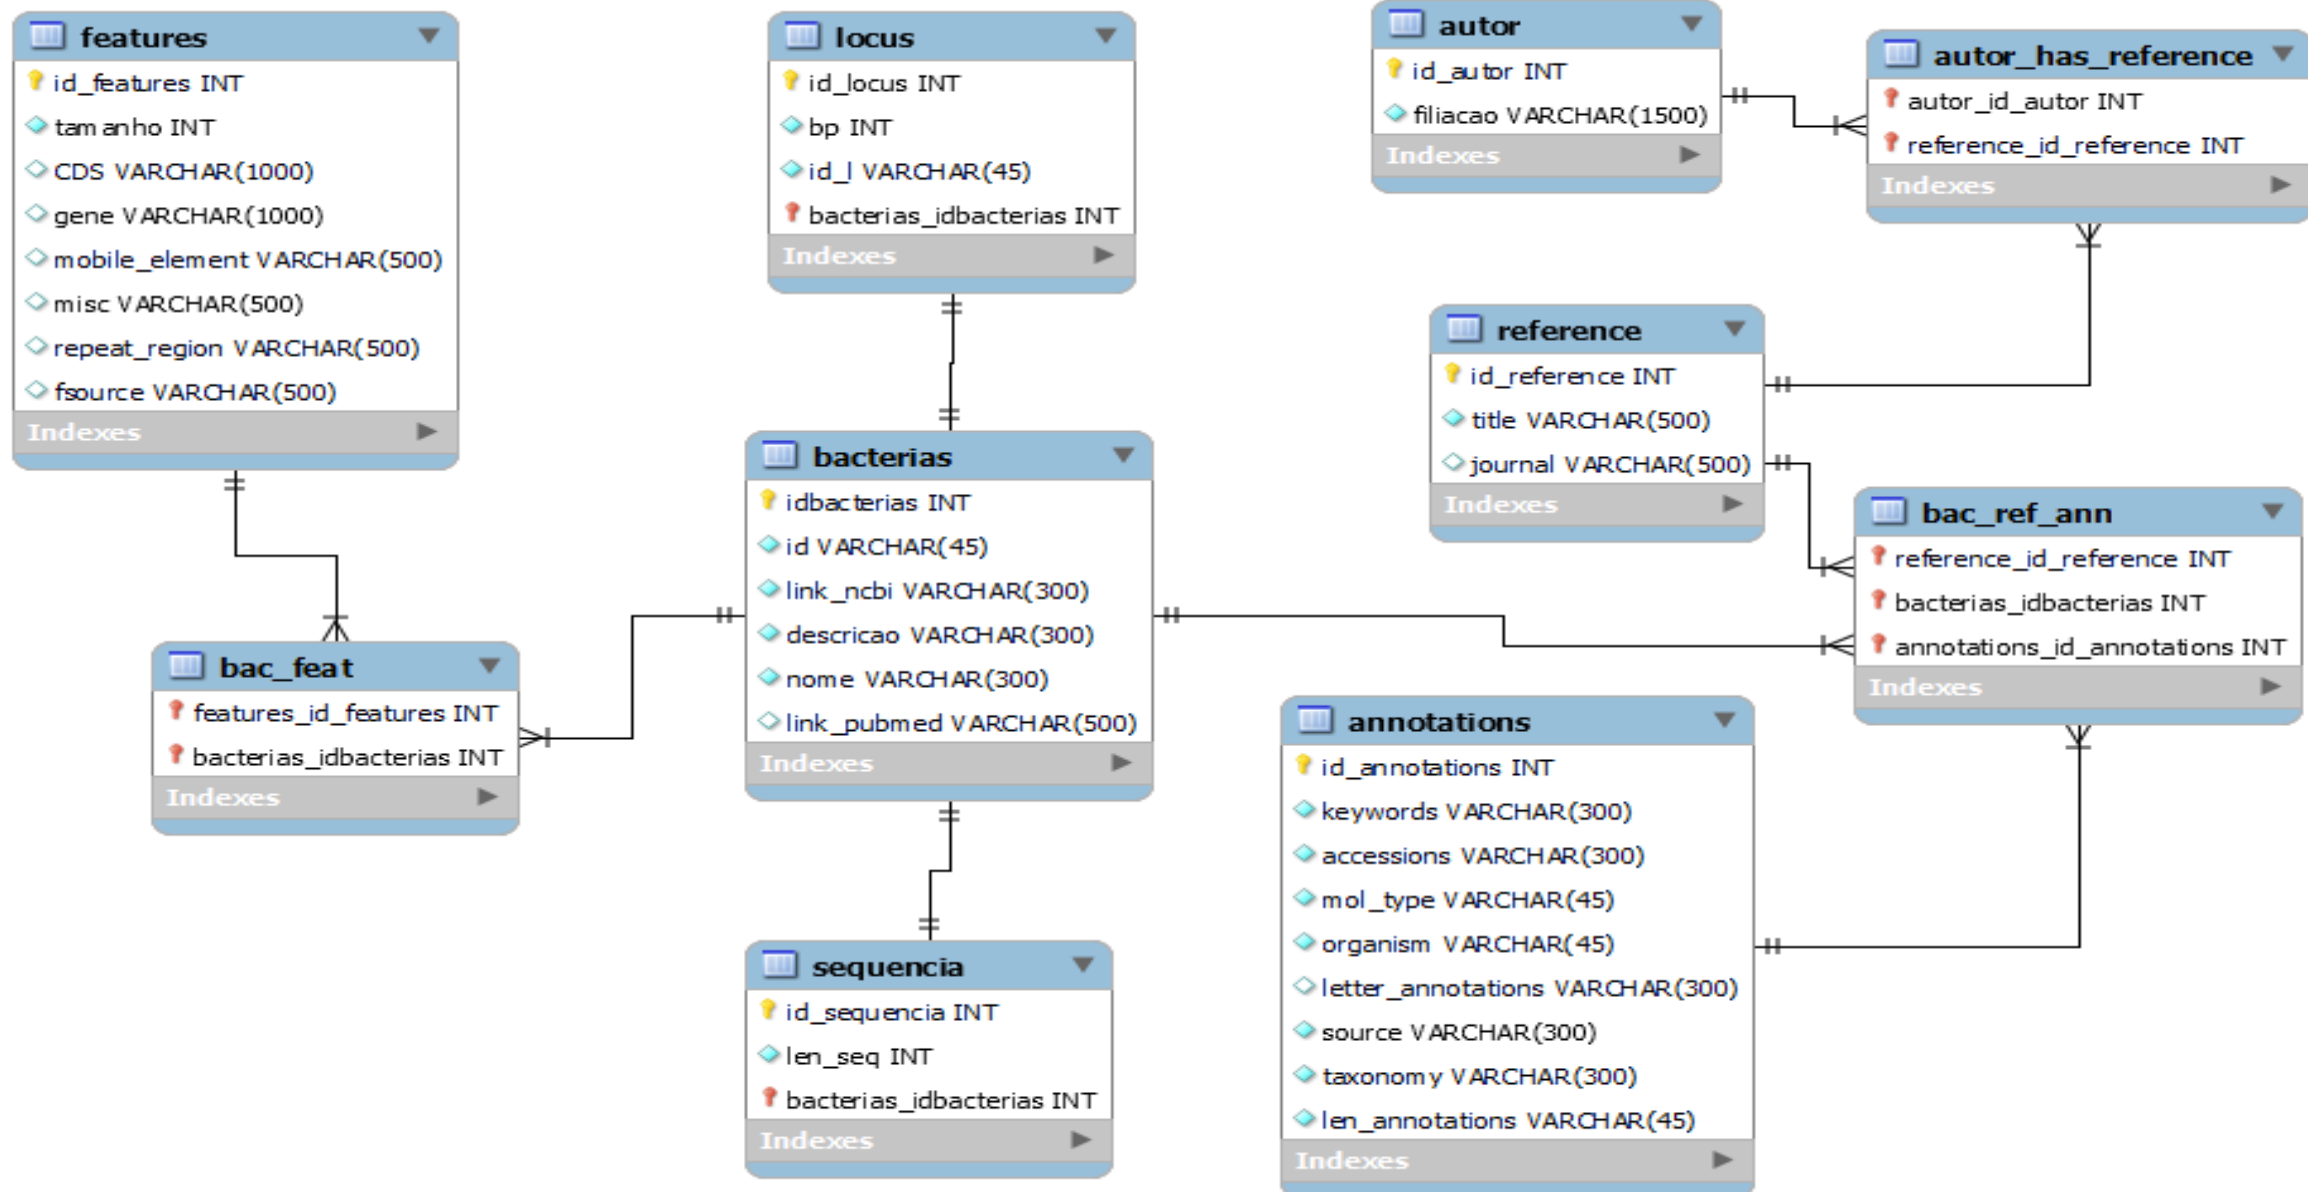 features
id_features INT
tamanho INT
CDS VARCHAR(1000)
gene VARCHAR(1000)
mobile_element VARCHAR(500)
misc VARCHAR(500)
repeat_region VARCHAR(500)
fsource VARCHAR(500)
Indexes
locus
id_locus INT
bp INT
id_l VARCHAR(45)
bacterias_idbacterias INT
Indexes
autor
id_autor INT
filiacao VARCHAR(1500)
Indexes
autor_has_reference
autor_id_autor INT
reference_id_reference INT
Indexes
reference
id_reference INT
title VARCHAR(500)
journal VARCHAR(500)
Indexes
bacterias
idbacterias INT
id VARCHAR(45)
link_ncbi VARCHAR(300)
descricao VARCHAR(300)
nome VARCHAR(300)
link_pubmed VARCHAR(500)
Indexes
bac_ref_ann
reference_id_reference INT
bacterias_idbacterias INT
annotations_id_annotations INT
Indexes
bac_feat
features_id_features INT
bacterias_idbacterias INT
Indexes
annotations
id_annotations INT
keywords VARCHAR(300)
accessions VARCHAR(300)
mol_type VARCHAR(45)
organism VARCHAR(45)
letter_annotations VARCHAR(300)
source VARCHAR(300)
taxonomy VARCHAR(300)
len_annotations VARCHAR(45)
Indexes
sequencia
id_sequencia INT
len_seq INT
bacterias_idbacterias INT
Indexes